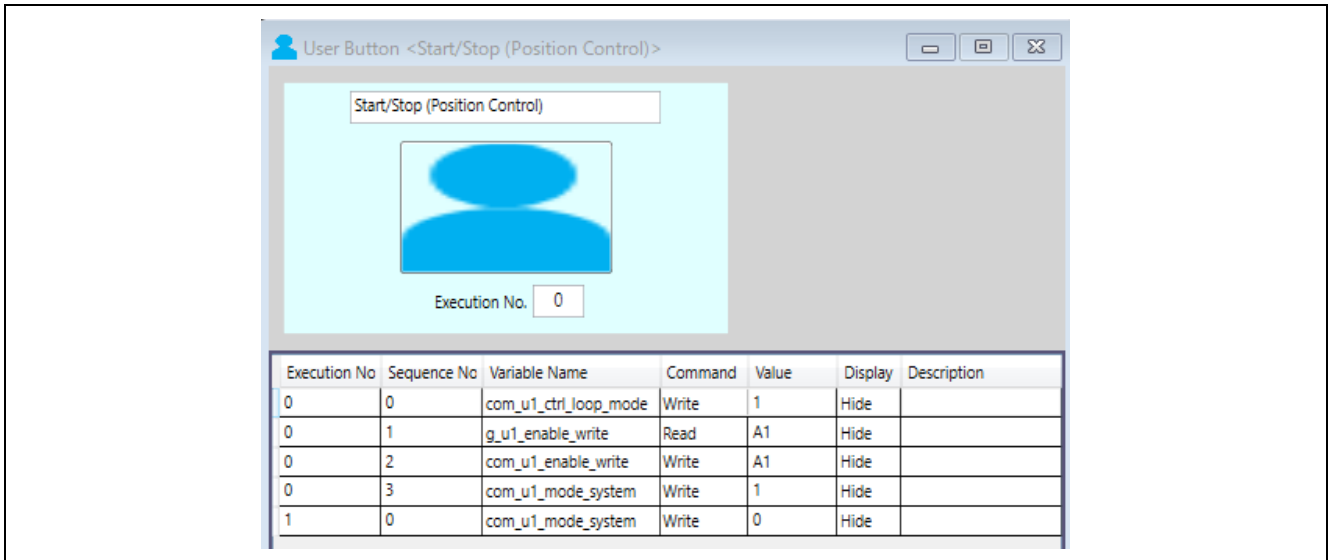 User Button <Start/Stop (Position Control)>
Start/Stop (Position Control)
Execution No. 0
Execution No Sequence No Variable Name Command Value Display Description
0 0 com_u1_ctrl_loop_mode Write 1 Hide
0 1 g_u1_enable_write Read A1 Hide
0 2 com_u1_enable_write Write A1 Hide
0 3 com_u1_mode_system Write 1 Hide
1 0 com_u1_mode_system Write 0 Hide